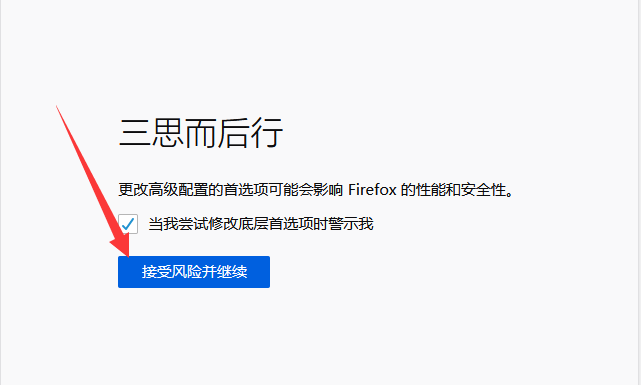 三思而后行
更改高级配置的首选项可能会影响 Firefox 的性能和安全性。
当我尝试修改底层首选项时警示我
接受风险并继续